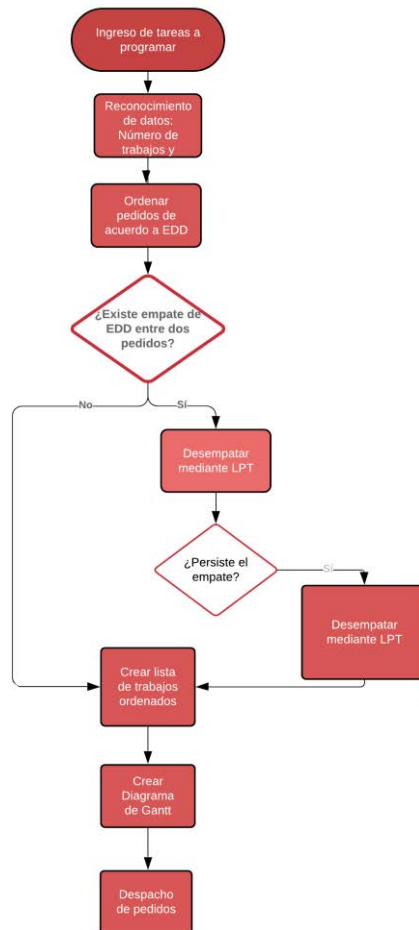 Ingreso de tareas a
programar
Reconocimiento
de datos:
Número de
trabajos y
Ordenar
pedidos de
acuerdo a EDD
¿Existe empate de
EDD entre dos
pedidos?
No
Sí
Desempatar
mediante LPT
¿Persiste el
empate?
Sí
Desempatar
mediante LPT
Crear lista
de trabajos
ordenados
Crear
Diagrama
de Gantt
Despacho
de pedidos